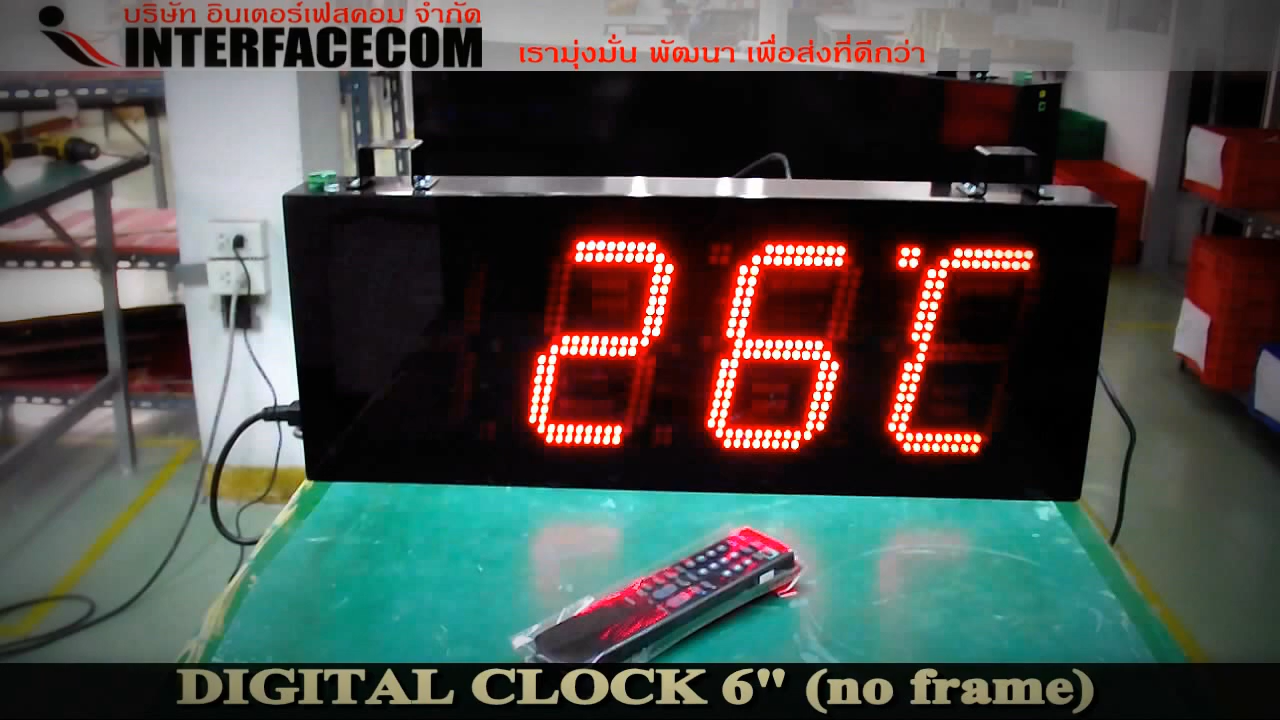 บริษัท อินเตอร์เฟสคอม จำกัด
INTERFACECOM
เรามุ่งมั่น พัฒนา เพื่อส่งที่ดีกว่า
26°C
DIGITAL CLOCK 6" (no frame)